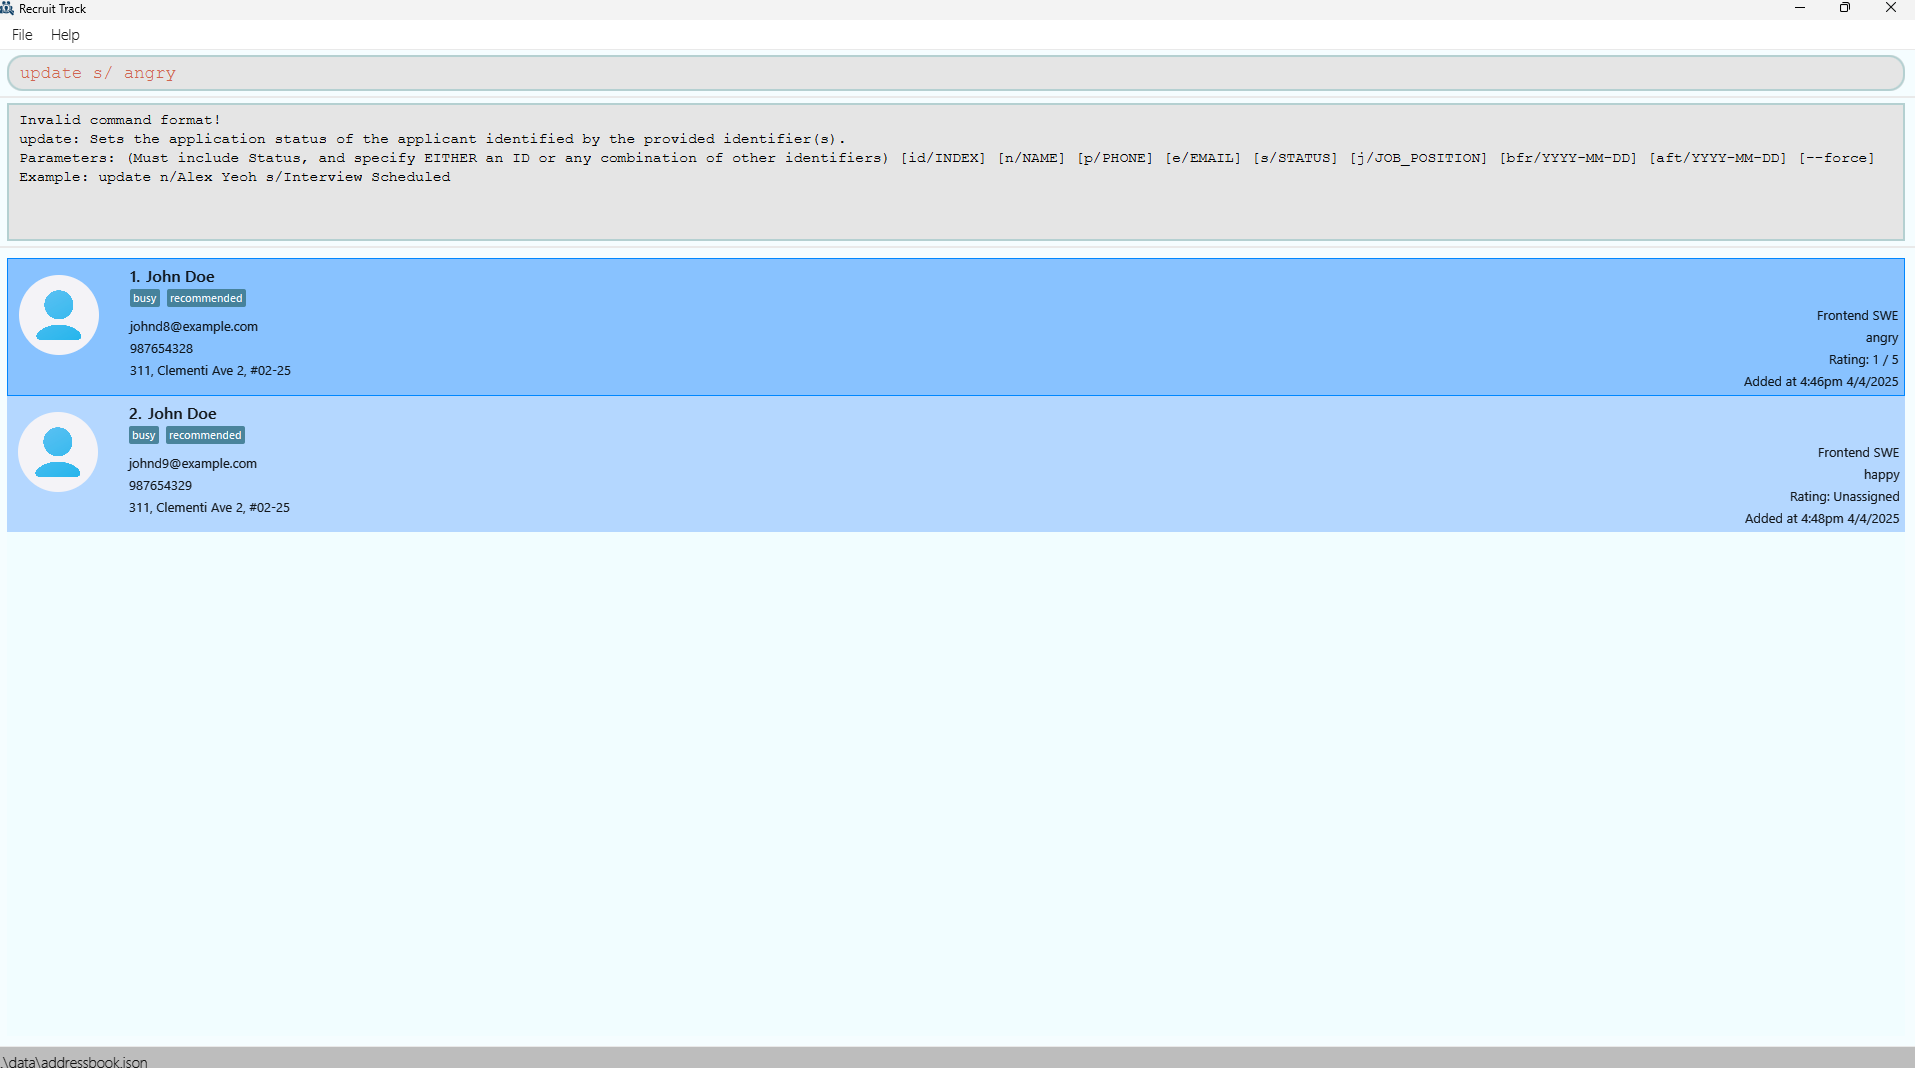 Recruit Track
File Help
update s/ angry
Invalid command format!
update: Sets the application status of the applicant identified by the provided identifier(s).
Parameters: (Must include Status, and specify EITHER an ID or any combination of other identifiers) [id/INDEX] [n/NAME] [p/PHONE] [e/EMAIL] [s/STATUS] [j/JOB_POSITION] [bfr/YYYY-MM-DD] [aft/YYYY-MM-DD] [--force]
Example: update n/Alex Yeoh s/Interview Scheduled
1. John Doe
busy recommended
johnd8@example.com
987654328
311, Clementi Ave 2, #02-25
Frontend SWE
angry
Rating: 1 / 5
Added at 4:46pm 4/4/2025
2. John Doe
busy recommended
johnd9@example.com
987654329
311, Clementi Ave 2, #02-25
Frontend SWE
happy
Rating: Unassigned
Added at 4:48pm 4/4/2025
.\data\addressbook.json